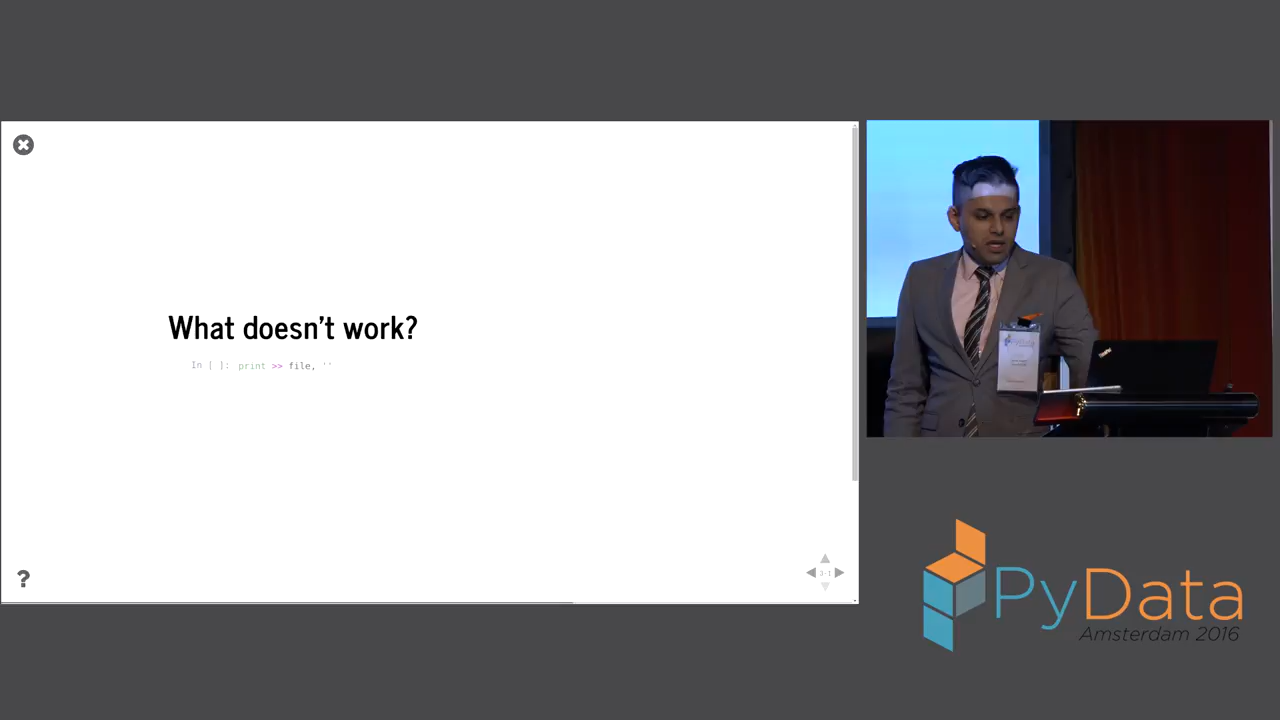 What doesn't work?
In [ ]: print >> file, ''
?
PyData
Amsterdam 2016